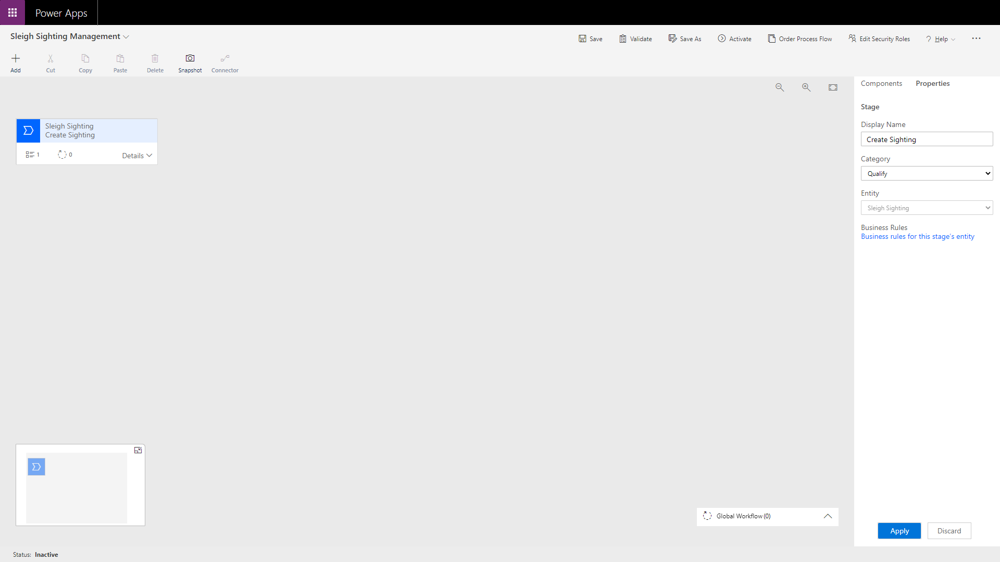 Power Apps
Sleigh Sighting Management
Save
Validate
Save As
Activate
Order Process Flow
Edit Security Roles
? Help
...
Add
Cut
Copy
Paste
Delete
Snapshot
Connector
Components
Properties
Sleigh Sighting
Create Sighting
1
0
Details
Stage
Display Name
Create Sighting
Category
Qualify
Entity
Sleigh Sighting
Business Rules
Business rules for this stage's entity
Global Workflow (0)
Apply
Discard
Status: Inactive